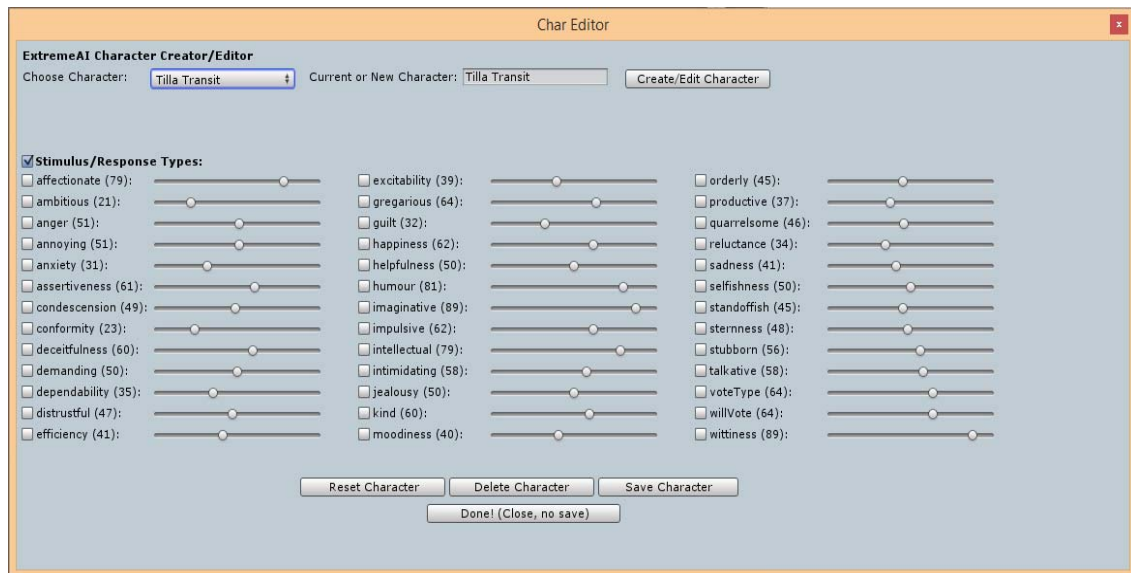 Char Editor
x
ExtremeAI Character Creator/Editor
Choose Character: Tilla Transit Current or New Character: Tilla Transit Create/Edit Character
Stimulus/Response Types:
affectionate (79): excitability (39): orderly (45):
ambitious (21): gregarious (64): productive (37):
anger (51): guilt (32): quarrelsome (46):
annoying (51): happiness (62): reluctance (34):
anxiety (31): helpfulness (50): sadness (41):
assertiveness (61): humour (81): selfishness (50):
condescension (49): imaginative (89): standoffish (45):
conformity (23): impulsive (62): sternness (48):
deceitfulness (60): intellectual (79): stubborn (56):
demanding (50): intimidating (58): talkative (58):
dependability (35): jealousy (50): voteType (64):
distrustful (47): kind (60): willVote (64):
efficiency (41): moodiness (40): wittiness (89):
Reset Character Delete Character Save Character
Done! (Close, no save)